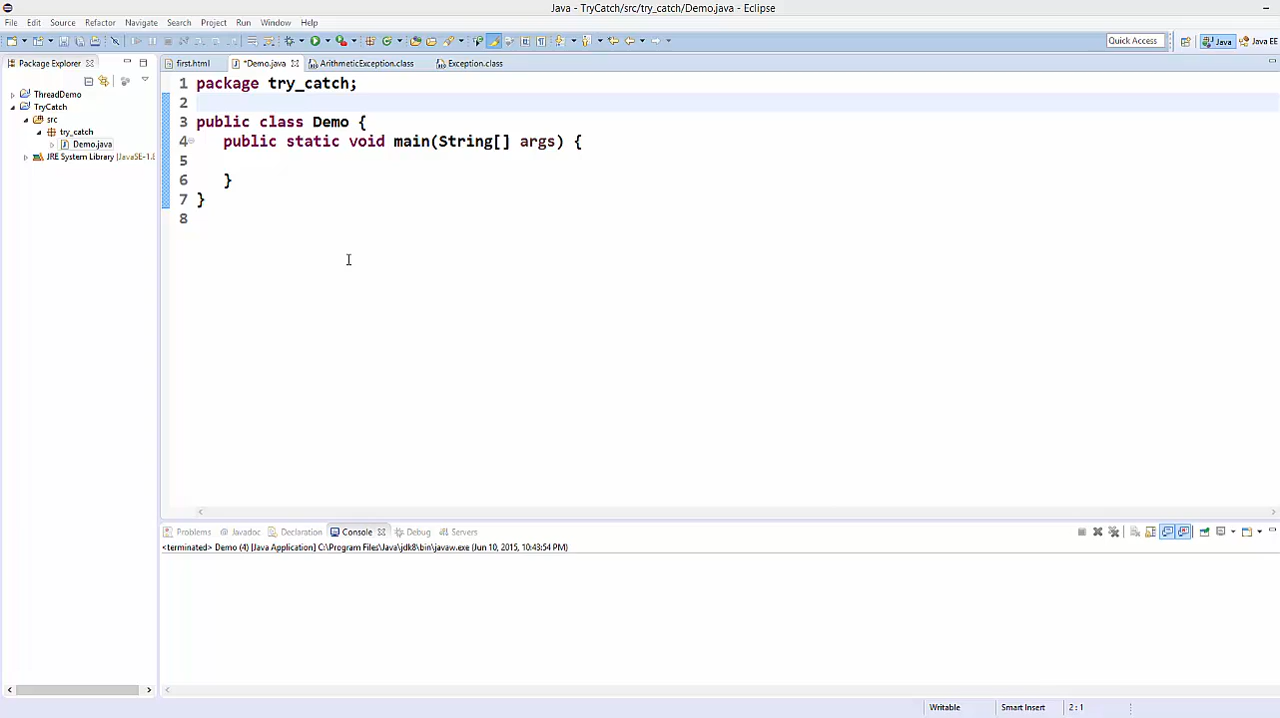 Java - TryCatch/src/try_catch/Demo.java - Eclipse
File Edit Source Refactor Navigate Search Project Run Window Help
Quick Access Java Java EE
Package Explorer
first.html *Demo.java ArithmeticException.class Exception.class
ThreadDemo
TryCatch
src
try_catch
Demo.java
JRE System Library [JavaSE-1.
1 package try_catch;
2
3 public class Demo {
4 public static void main(String[] args) {
5
6 }
7 }
8
Problems @ Javadoc Declaration Console Debug Servers
<terminated> Demo (4) [Java Application] C:\Program Files\Java\jdk8\bin\javaw.exe (Jun 10, 2015, 10:43:54 PM)
Writable Smart Insert 2 : 1